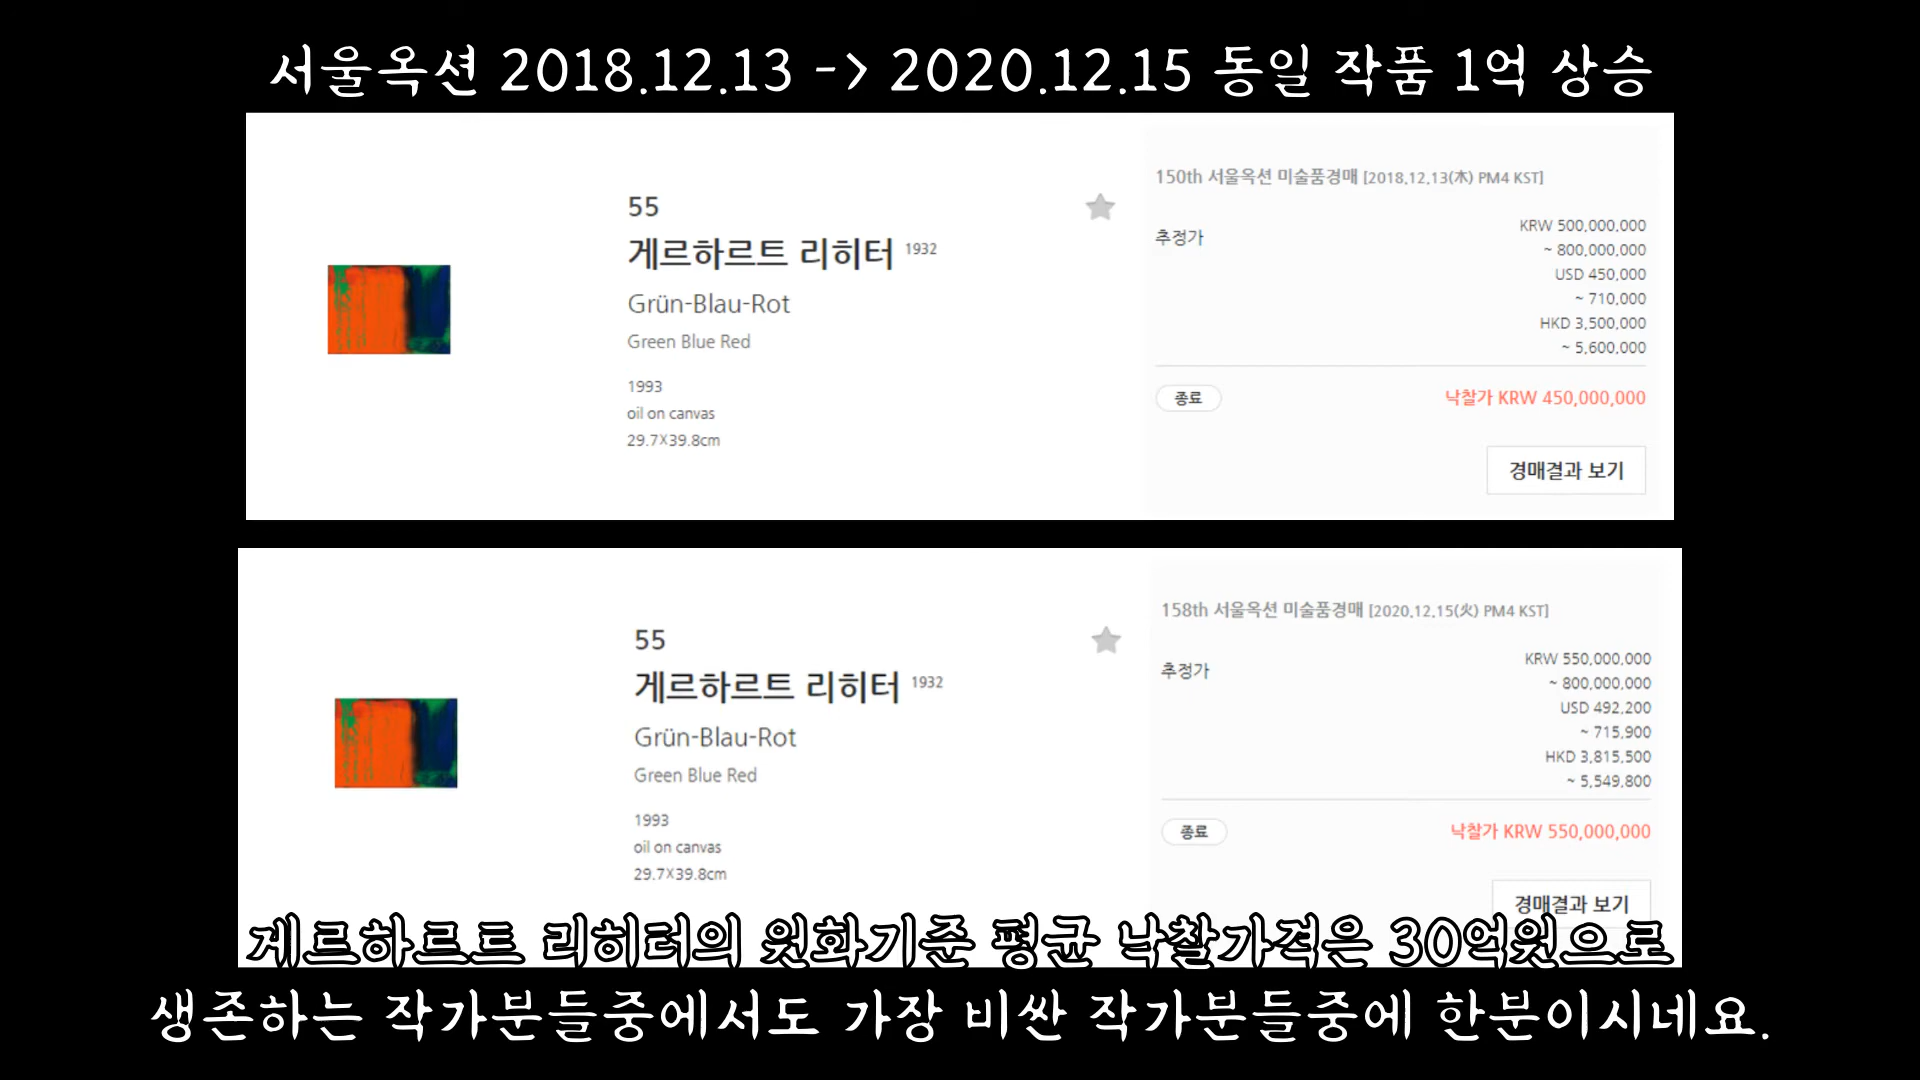 서울옥션 2018.12.13 -> 2020.12.15 동일 작품 1억 상승
55
게르하르트 리히터 1932
Grün-Blau-Rot
Green Blue Red
1993
oil on canvas
29.7X39.8cm
150th 서울옥션 미술품경매 [2018.12.13(木) PM4 KST]
추정가
KRW 500,000,000
~ 800,000,000
USD 450,000
~ 710,000
HKD 3,500,000
~ 5,600,000
종료
낙찰가 KRW 450,000,000
경매결과 보기
55
게르하르트 리히터 1932
Grün-Blau-Rot
Green Blue Red
1993
oil on canvas
29.7X39.8cm
158th 서울옥션 미술품경매 [2020.12.15(火) PM4 KST]
추정가
KRW 550,000,000
~ 800,000,000
USD 492,200
~ 715,900
HKD 3,815,500
~ 5,549,800
종료
낙찰가 KRW 550,000,000
경매결과 보기
게르하르트 리히터의 원화기준 평균 낙찰가격은 30억원으로
생존하는 작가분들중에서도 가장 비싼 작가분들중에 한분이시네요.